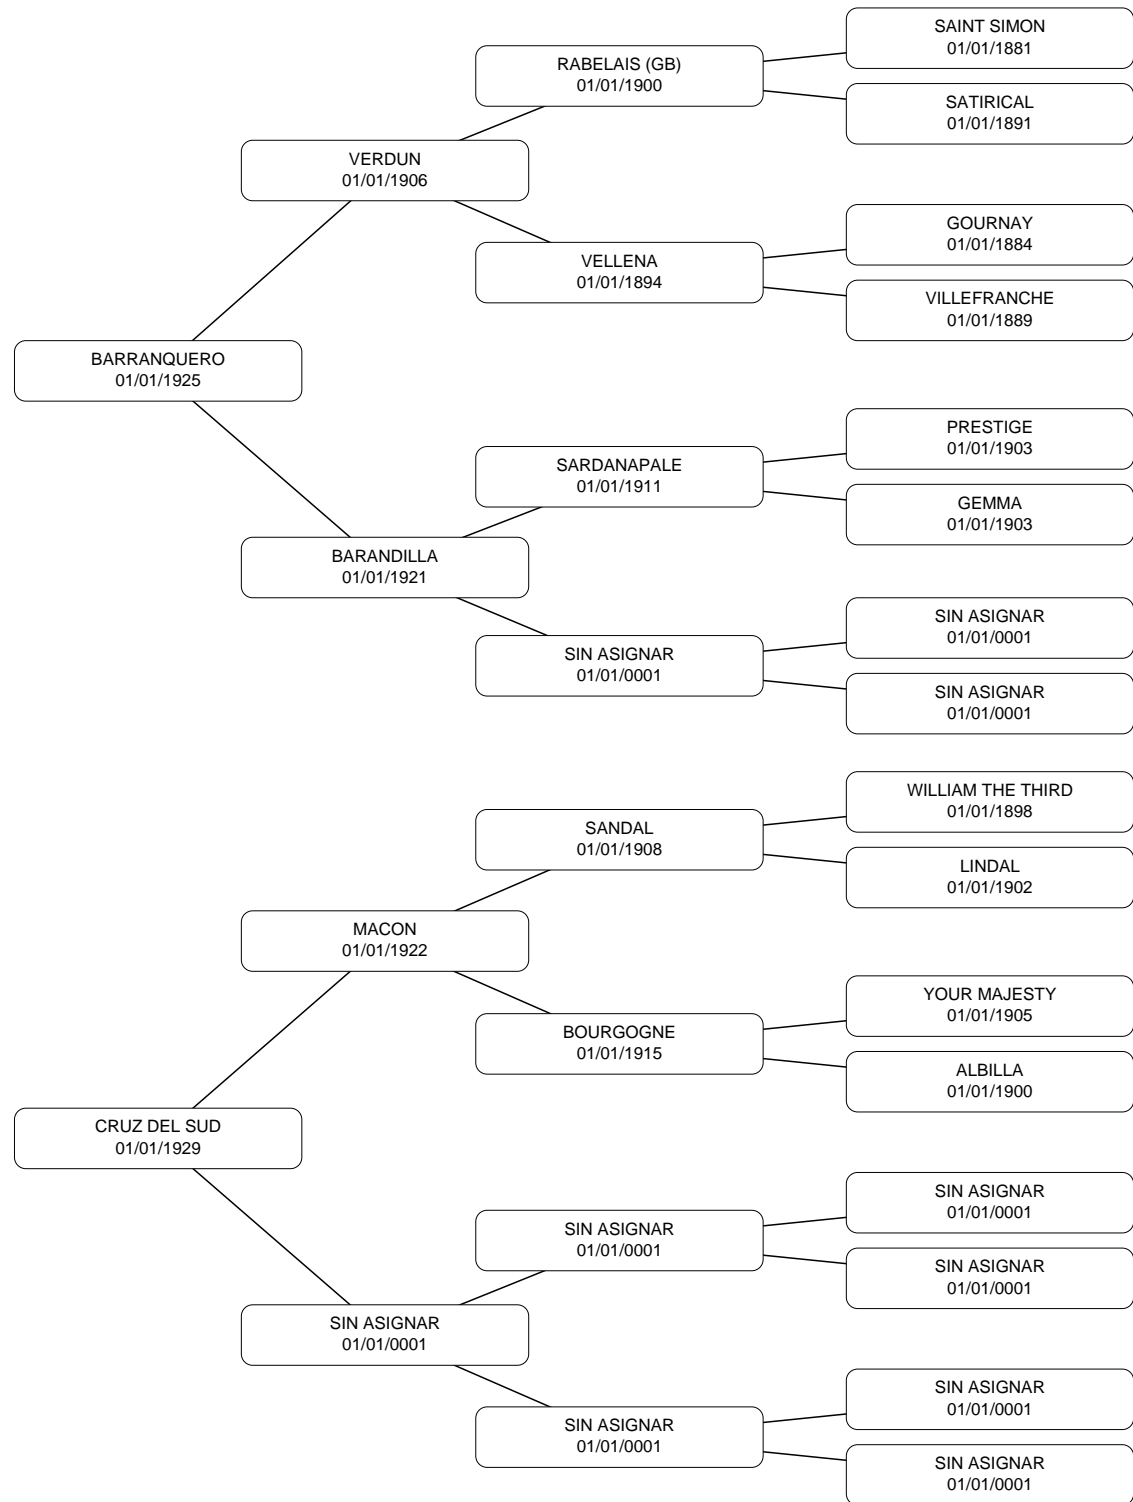 SAINT SIMON
01/01/1881
RABELAIS (GB)
01/01/1900
SATIRICAL
01/01/1891
VERDUN
01/01/1906
GOURNAY
01/01/1884
VELLENA
01/01/1894
VILLEFRANCHE
01/01/1889
BARRANQUERO
01/01/1925
PRESTIGE
01/01/1903
SARDANAPALE
01/01/1911
GEMMA
01/01/1903
BARANDILLA
01/01/1921
SIN ASIGNAR
01/01/0001
SIN ASIGNAR
01/01/0001
SIN ASIGNAR
01/01/0001
WILLIAM THE THIRD
01/01/1898
SANDAL
01/01/1908
LINDAL
01/01/1902
MACON
01/01/1922
YOUR MAJESTY
01/01/1905
BOURGOGNE
01/01/1915
ALBILLA
01/01/1900
CRUZ DEL SUD
01/01/1929
SIN ASIGNAR
01/01/0001
SIN ASIGNAR
01/01/0001
SIN ASIGNAR
01/01/0001
SIN ASIGNAR
01/01/0001
SIN ASIGNAR
01/01/0001
SIN ASIGNAR
01/01/0001
SIN ASIGNAR
01/01/0001